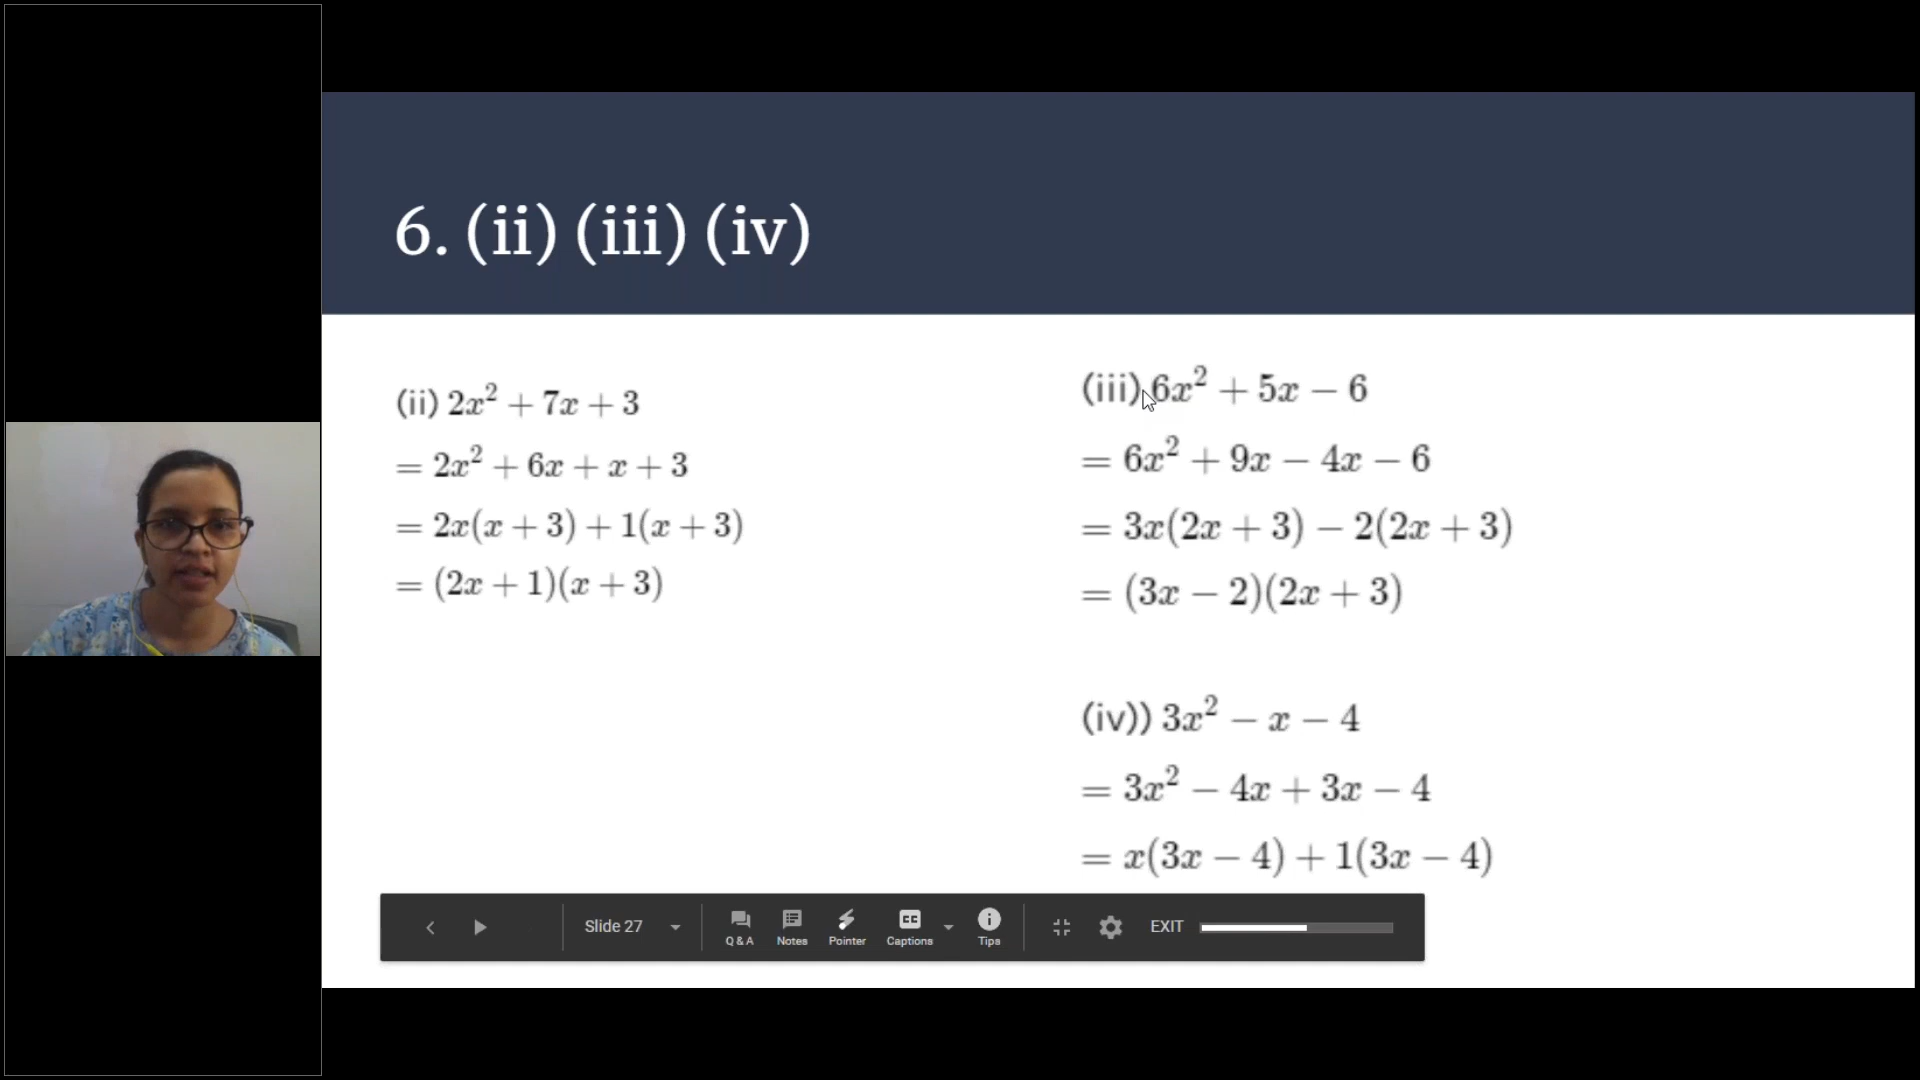 6. (ii) (iii) (iv)
(ii) 2x² + 7x + 3
= 2x² + 6x + x + 3
= 2x(x + 3) + 1(x + 3)
= (2x + 1)(x + 3)
(iii) 6x² + 5x − 6
= 6x² + 9x − 4x − 6
= 3x(2x + 3) − 2(2x + 3)
= (3x − 2)(2x + 3)
(iv)) 3x² − x − 4
= 3x² − 4x + 3x − 4
= x(3x − 4) + 1(3x − 4)
Slide 27
Q & A
Notes
Pointer
CC
Captions
Tips
EXIT